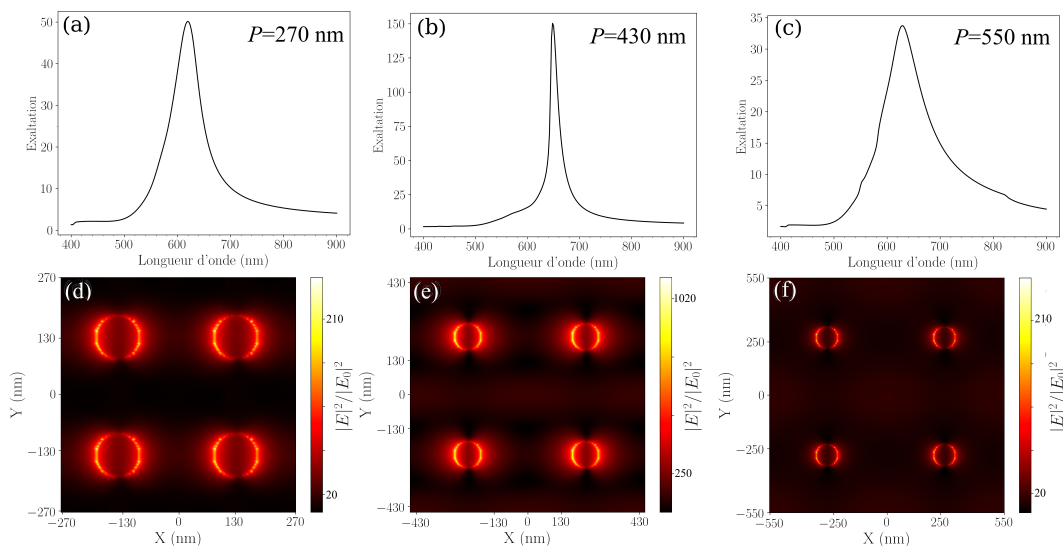 (a)
P=270 nm
50
40
30
20
10
0
Exaltation
400 500 600 700 800 900
Longueur d'onde (nm)
(b)
P=430 nm
150
125
100
75
50
25
0
Exaltation
400 500 600 700 800 900
Longueur d'onde (nm)
(c)
P=550 nm
35
30
25
20
15
10
5
Exaltation
400 500 600 700 800 900
Longueur d'onde (nm)
(d)
270
130
0
−130
−270
Y (nm)
−270 −130 0 130 270
X (nm)
210
20
|E|²/|E₀|²
(e)
430
130
0
−130
−430
Y (nm)
−430 −130 0 130 430
X (nm)
1020
250
|E|²/|E₀|²
(f)
550
250
0
−250
−550
Y (nm)
−550 −250 0 250 550
X (nm)
210
20
|E|²/|E₀|²